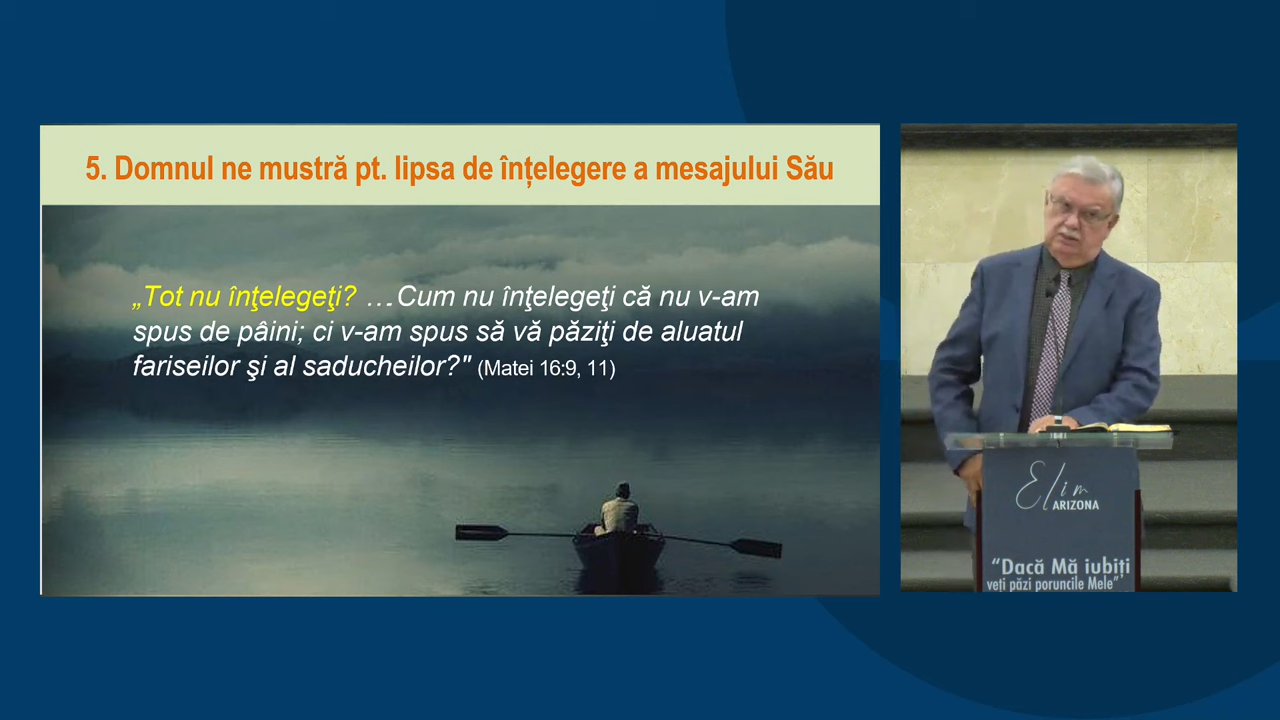 5. Domnul ne mustră pt. lipsa de înțelegere a mesajului Său
„Tot nu înţelegeţi? ….Cum nu înţelegeţi că nu v-am
spus de pâini; ci v-am spus să vă păziţi de aluatul
fariseilor şi al saducheilor?" (Matei 16:9, 11)
Elim
ARIZONA
“Dacă Mă iubiți
veți păzi poruncile Mele”